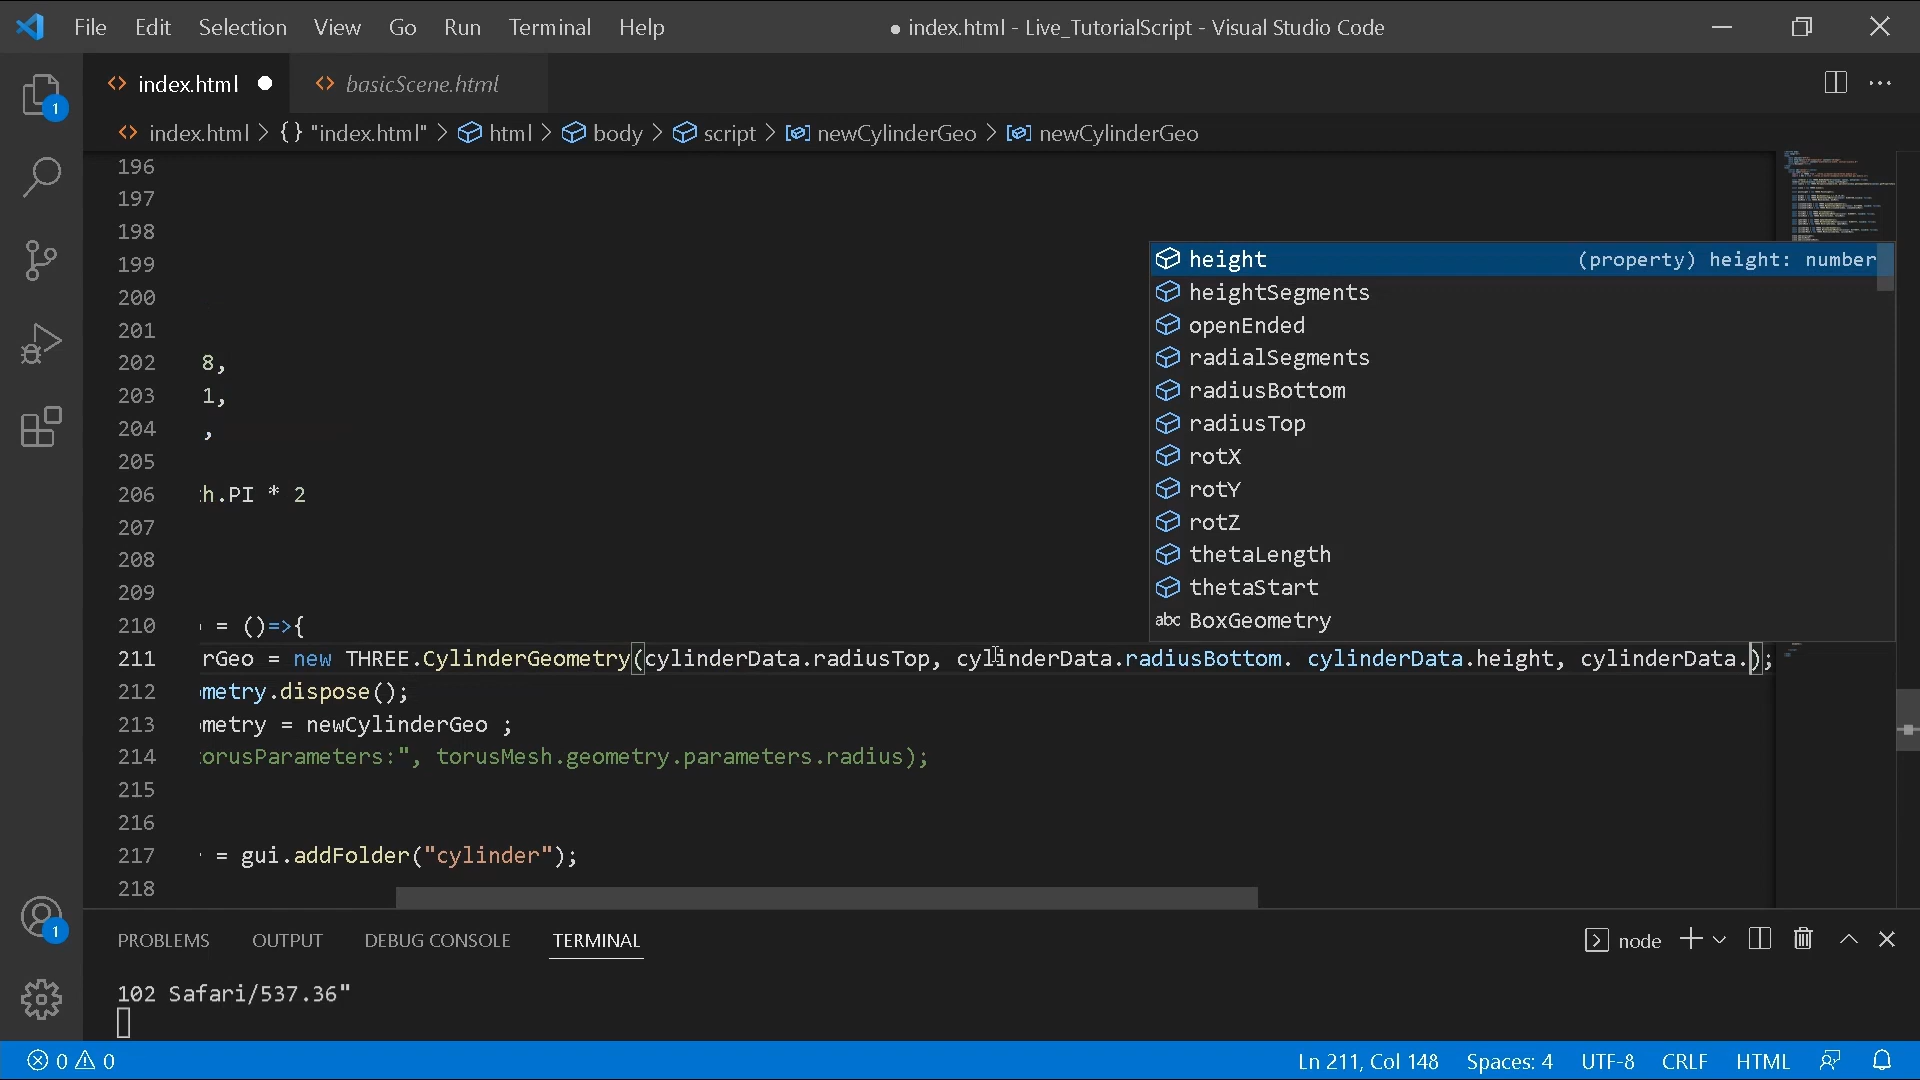 File Edit Selection View Go Run Terminal Help ● index.html - Live_TutorialScript - Visual Studio Code
index.html basicScene.html
index.html > {} "index.html" > html > body > script > newCylinderGeo > newCylinderGeo
196
197
198
199
200
201
202 8,
203 1,
204 ,
205
206 h.PI * 2
207
208
209
210 = ()=>{
211 rGeo = new THREE.CylinderGeometry(cylinderData.radiusTop, cylinderData.radiusBottom. cylinderData.height, cylinderData.);
212 metry.dispose();
213 metry = newCylinderGeo ;
214 orusParameters:", torusMesh.geometry.parameters.radius);
215
216
217 = gui.addFolder("cylinder");
218
height (property) height: number
heightSegments
openEnded
radialSegments
radiusBottom
radiusTop
rotX
rotY
rotZ
thetaLength
thetaStart
abc BoxGeometry
1
1
PROBLEMS OUTPUT DEBUG CONSOLE TERMINAL node
102 Safari/537.36"
0 0 Ln 211, Col 148 Spaces: 4 UTF-8 CRLF HTML